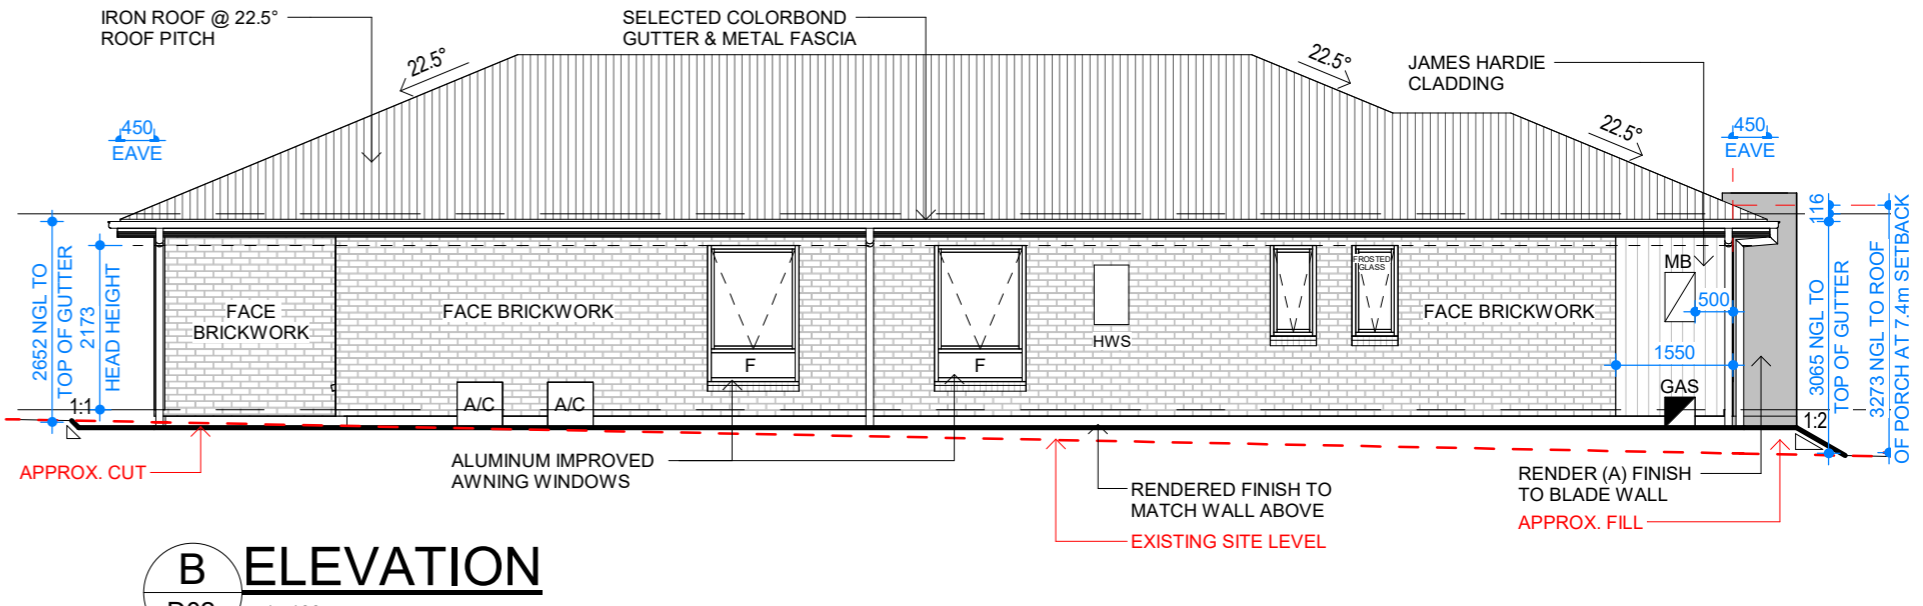 IRON ROOF @ 22.5°
ROOF PITCH
SELECTED COLORBOND
GUTTER & METAL FASCIA
JAMES HARDIE
CLADDING
22.5°
22.5°
22.5°
450
EAVE
450
EAVE
2652 NGL TO
TOP OF GUTTER
2173
HEAD HEIGHT
116
3065 NGL TO
TOP OF GUTTER
3273 NGL TO ROOF
OF PORCH AT 7.4m SETBACK
FACE
BRICKWORK
FACE BRICKWORK
FROSTED
GLASS
MB
500
HWS
FACE BRICKWORK
1550
F
F
A/C
A/C
GAS
1:1
1:2
APPROX. CUT
ALUMINUM IMPROVED
AWNING WINDOWS
RENDERED FINISH TO
MATCH WALL ABOVE
EXISTING SITE LEVEL
RENDER (A) FINISH
TO BLADE WALL
APPROX. FILL
B
ELEVATION